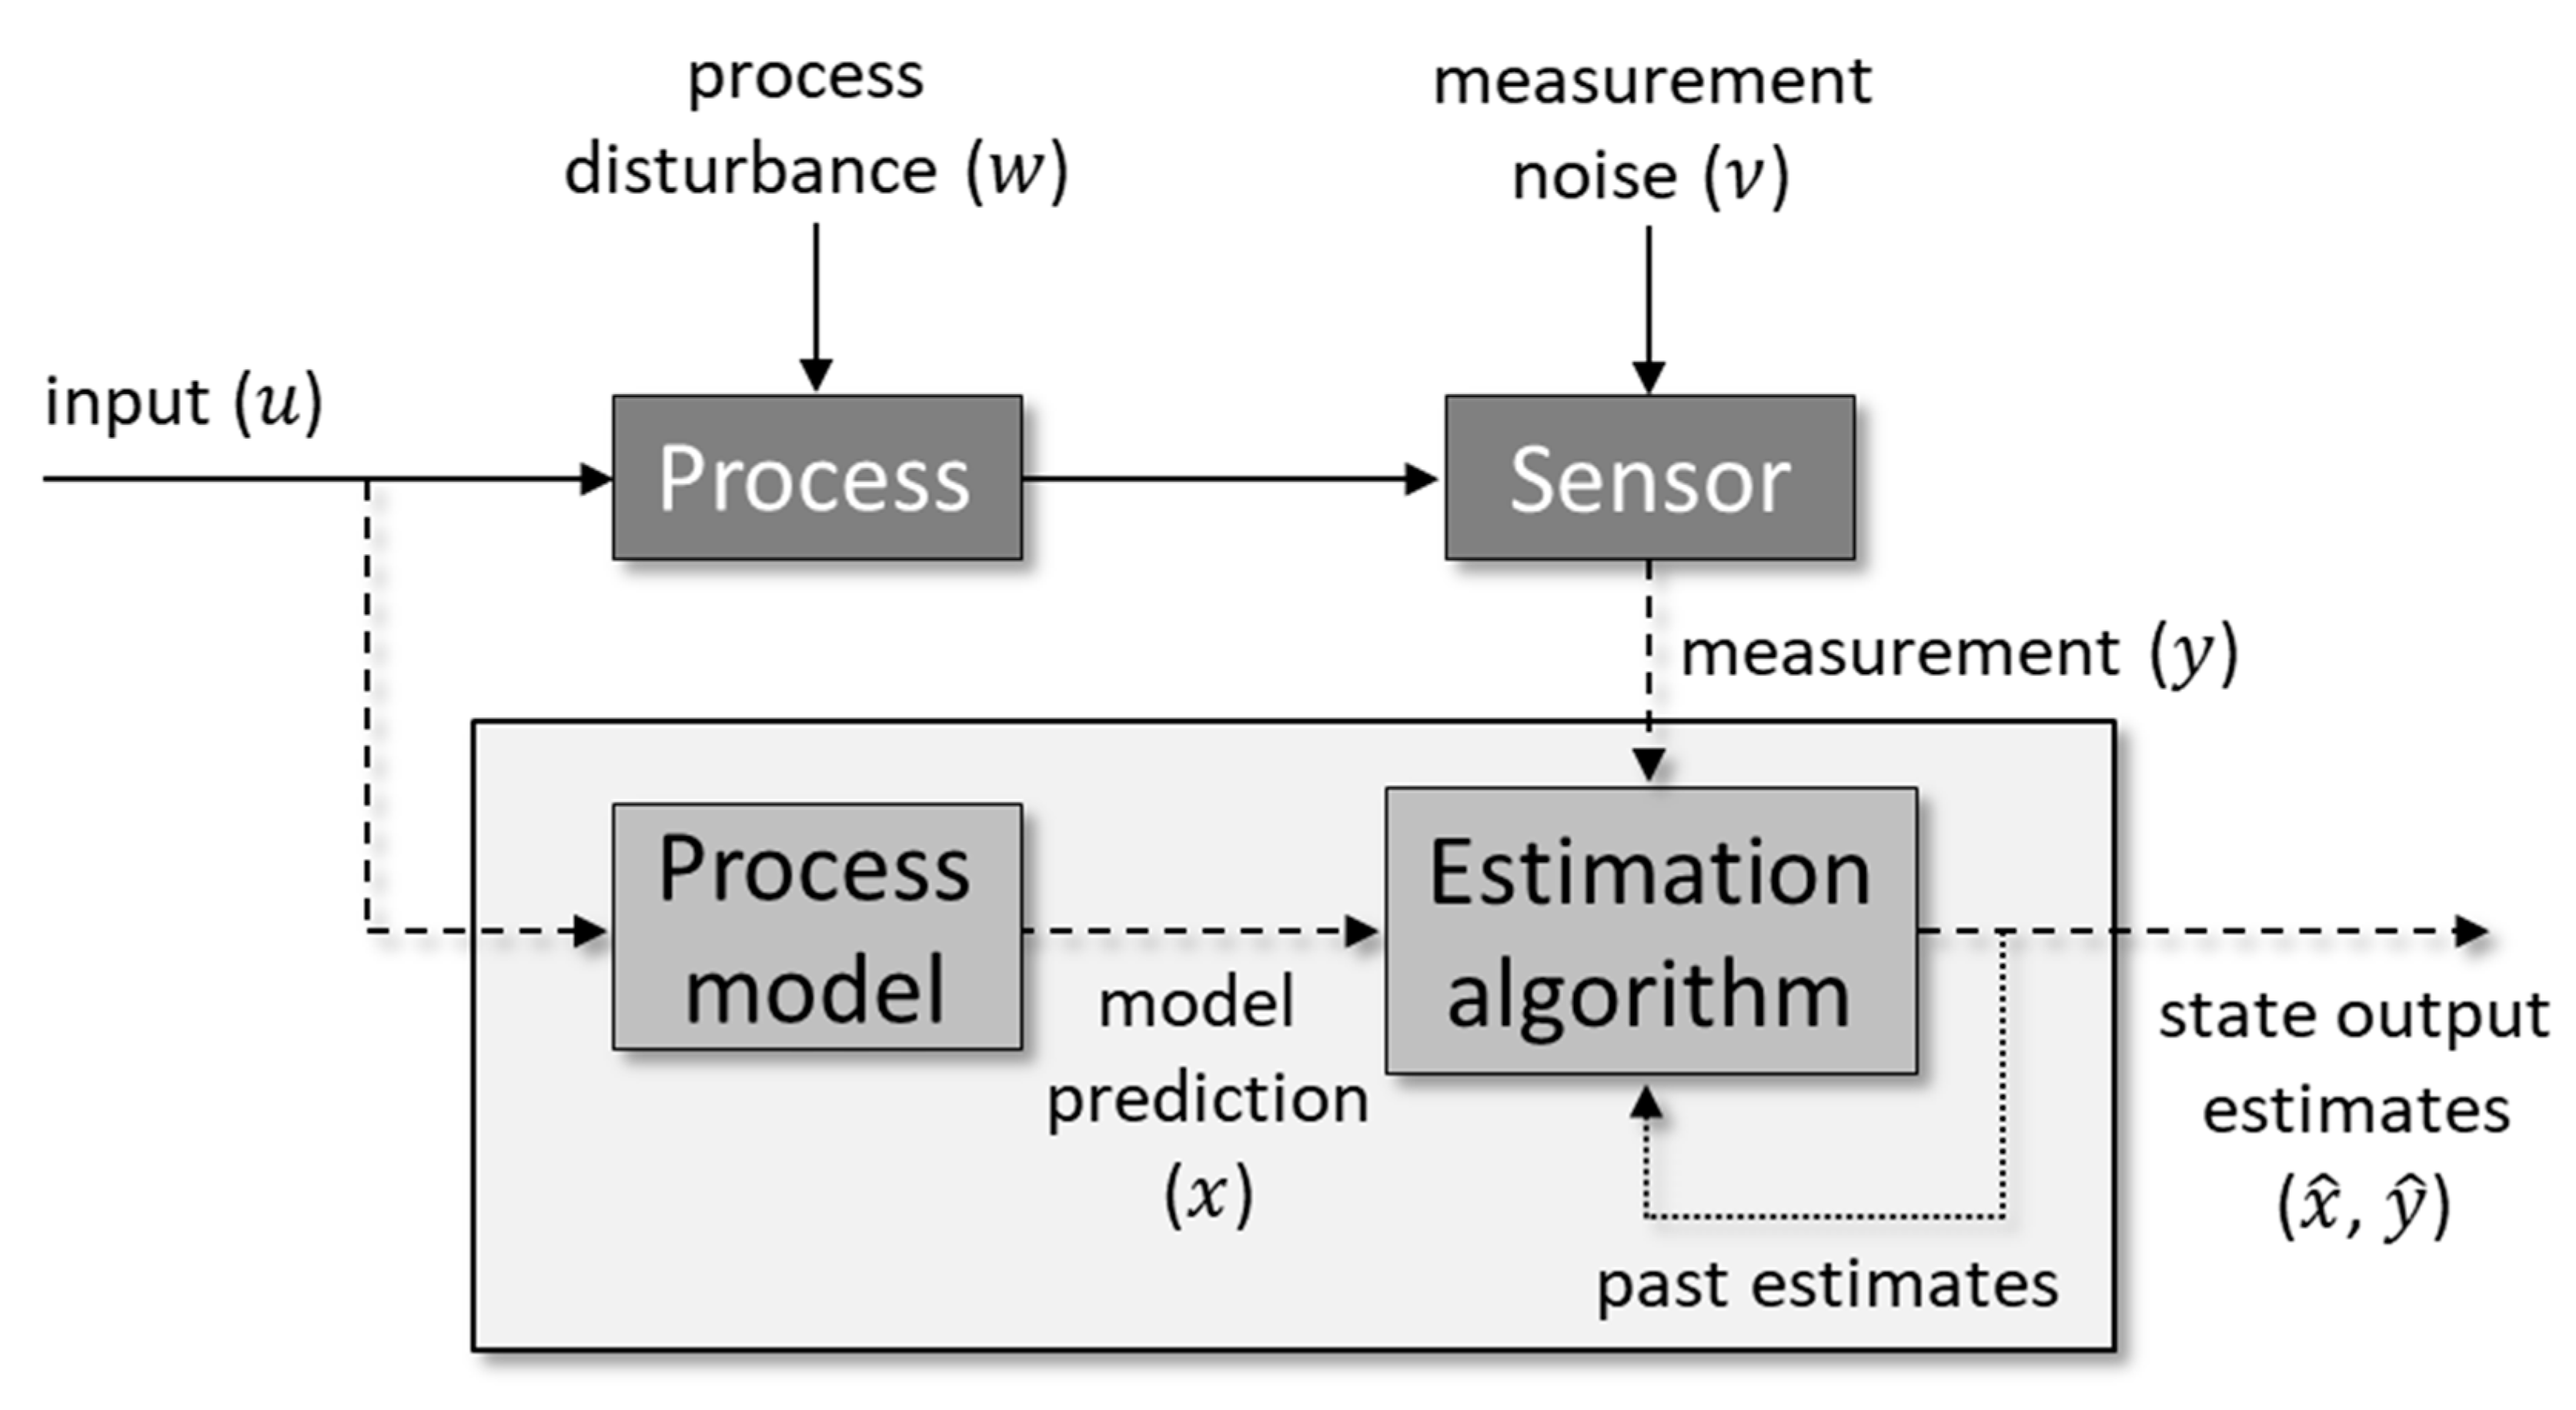 process
disturbance (w)
measurement
noise (v)
input (u)
Process
Sensor
measurement (y)
Process
model
model
prediction
(x)
Estimation
algorithm
past estimates
state output
estimates
(x̂, ŷ)